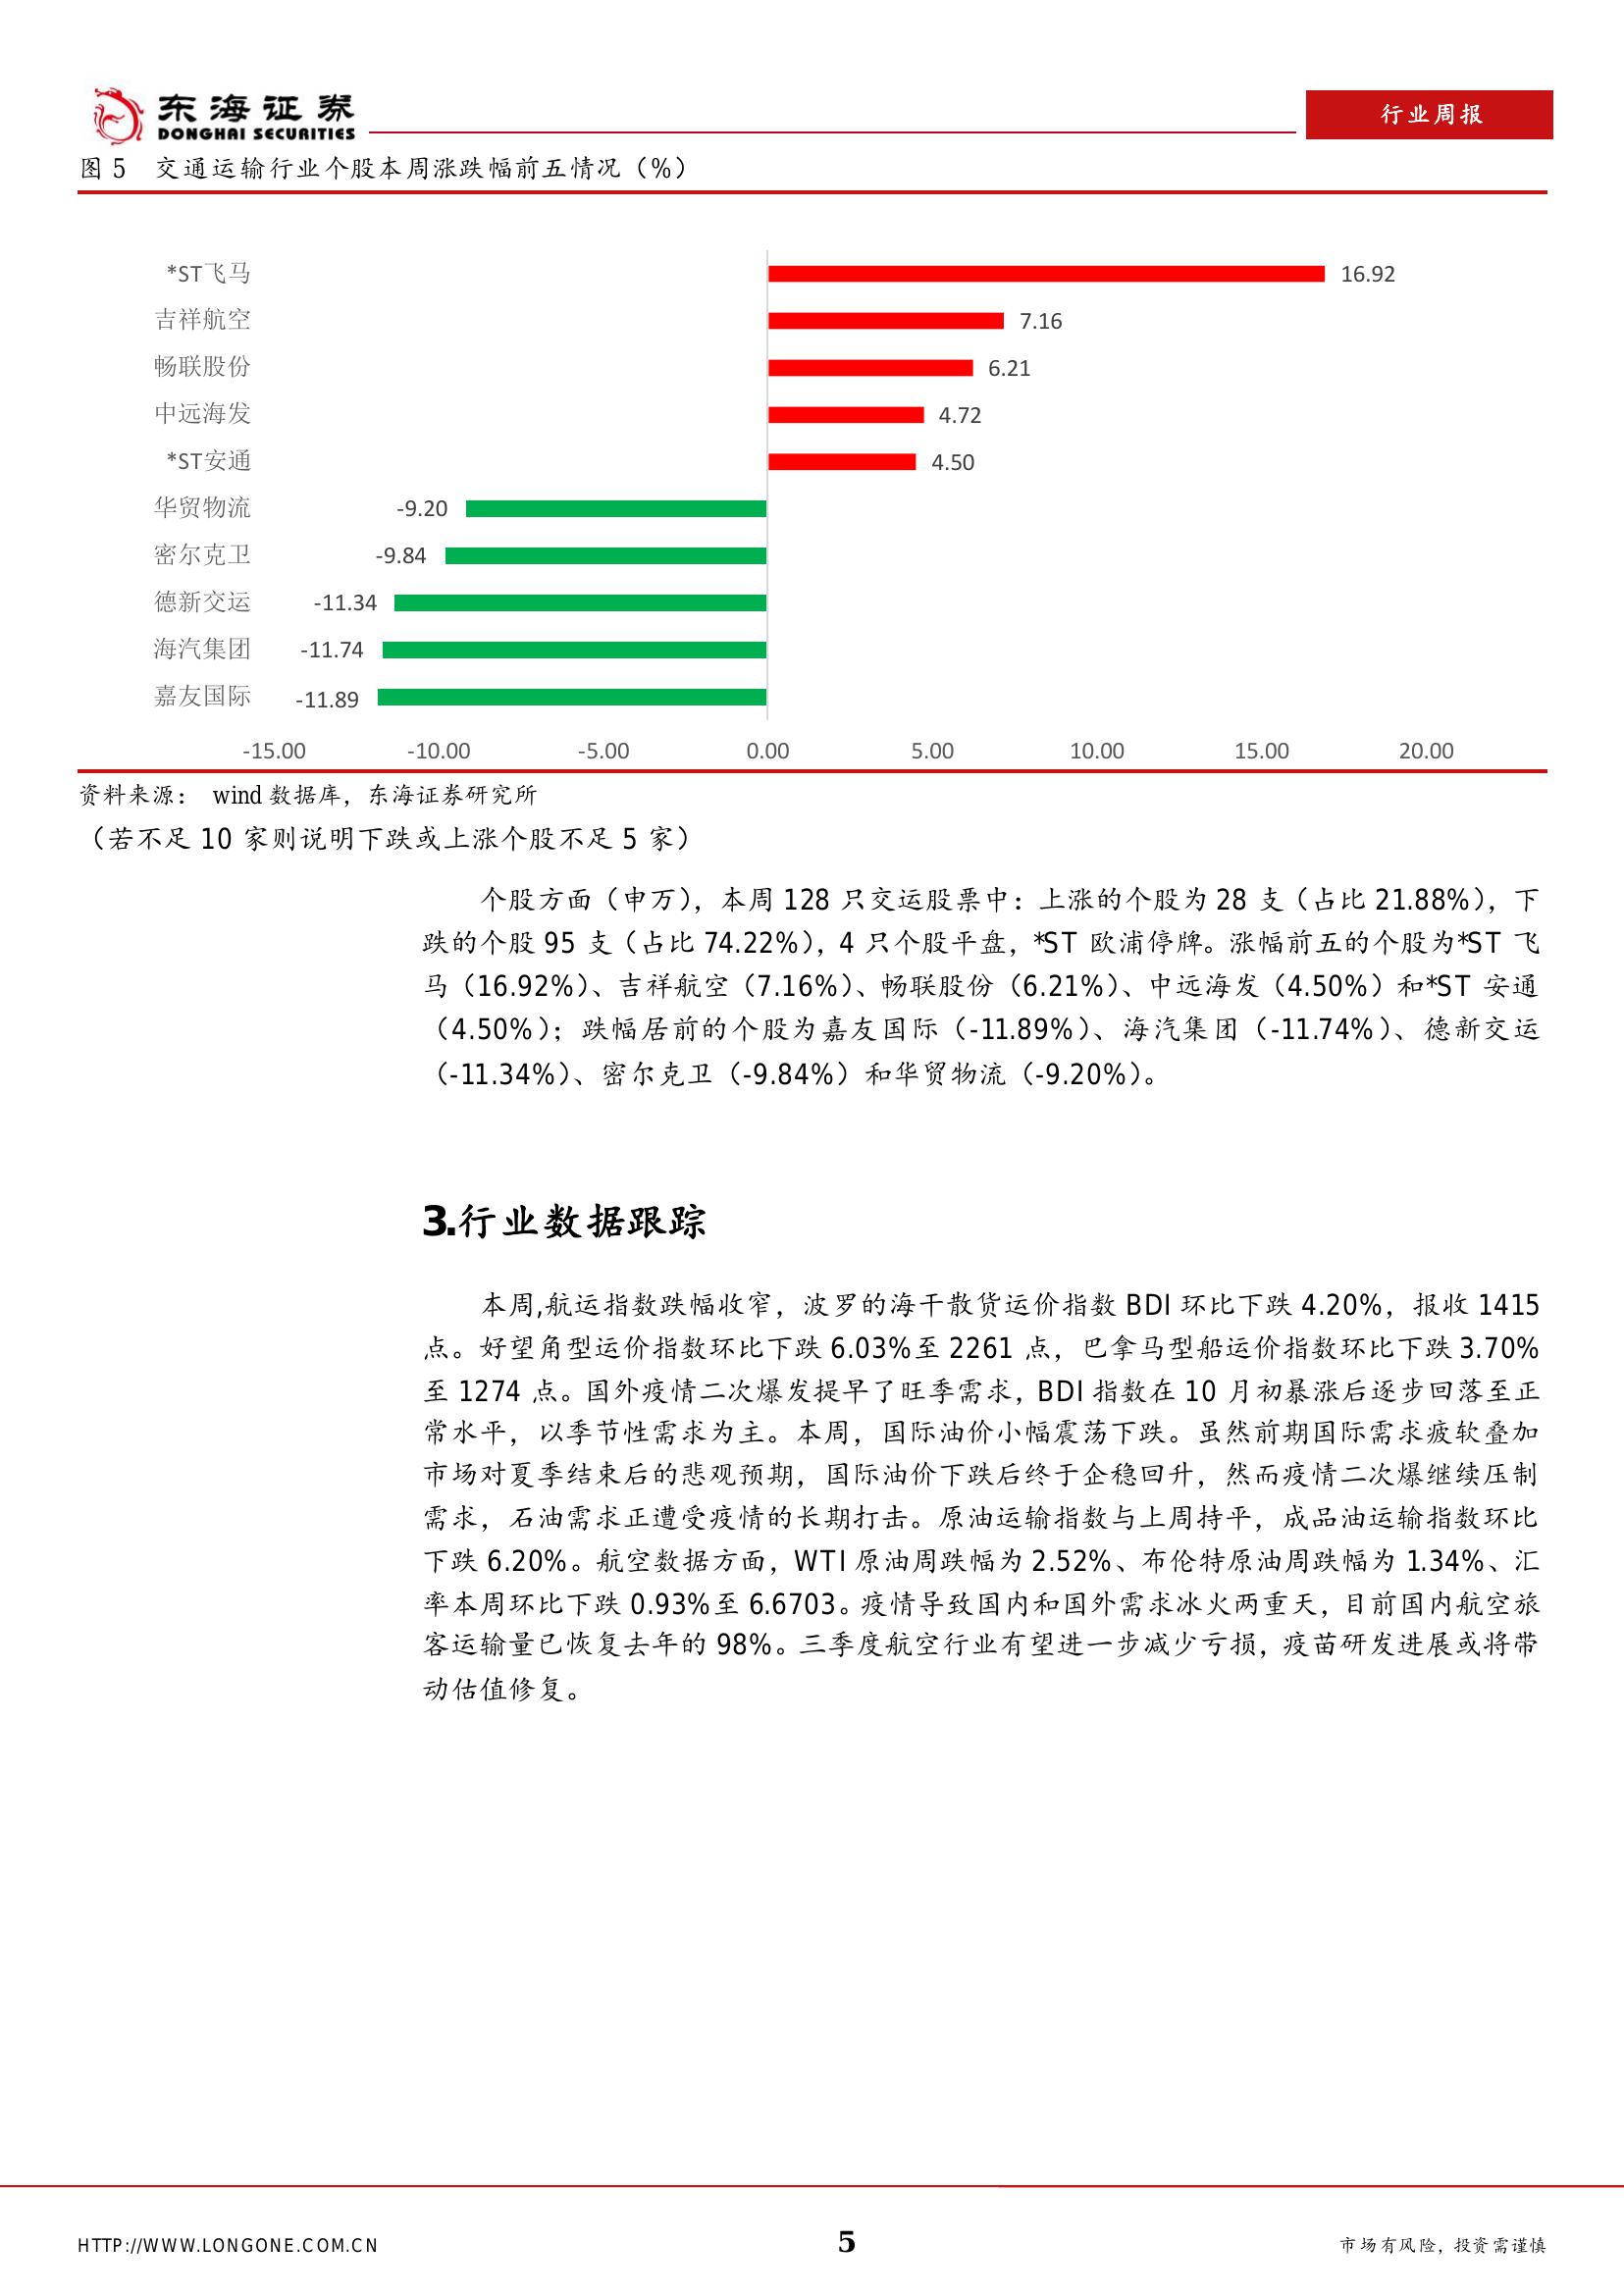 东海证券
DONGHAI SECURITIES
行业周报
图 5 交通运输行业个股本周涨跌幅前五情况（%）
*ST飞马 16.92
吉祥航空 7.16
畅联股份 6.21
中远海发 4.72
*ST安通 4.50
华贸物流 -9.20
密尔克卫 -9.84
德新交运 -11.34
海汽集团 -11.74
嘉友国际 -11.89
-15.00 -10.00 -5.00 0.00 5.00 10.00 15.00 20.00
资料来源： wind 数据库，东海证券研究所
（若不足 10 家则说明下跌或上涨个股不足 5 家）
个股方面（申万），本周 128 只交运股票中：上涨的个股为 28 支（占比 21.88%），下
跌的个股 95 支（占比 74.22%），4 只个股平盘，*ST 欧浦停牌。涨幅前五的个股为*ST 飞
马（16.92%）、吉祥航空（7.16%）、畅联股份（6.21%）、中远海发（4.50%）和*ST 安通
（4.50%）；跌幅居前的个股为嘉友国际（-11.89%）、海汽集团（-11.74%）、德新交运
（-11.34%）、密尔克卫（-9.84%）和华贸物流（-9.20%）。
3.行业数据跟踪
本周,航运指数跌幅收窄，波罗的海干散货运价指数 BDI 环比下跌 4.20%，报收 1415
点。好望角型运价指数环比下跌 6.03%至 2261 点，巴拿马型船运价指数环比下跌 3.70%
至 1274 点。国外疫情二次爆发提早了旺季需求，BDI 指数在 10 月初暴涨后逐步回落至正
常水平，以季节性需求为主。本周，国际油价小幅震荡下跌。虽然前期国际需求疲软叠加
市场对夏季结束后的悲观预期，国际油价下跌后终于企稳回升，然而疫情二次爆继续压制
需求，石油需求正遭受疫情的长期打击。原油运输指数与上周持平，成品油运输指数环比
下跌 6.20%。航空数据方面，WTI 原油周跌幅为 2.52%、布伦特原油周跌幅为 1.34%、汇
率本周环比下跌 0.93%至 6.6703。疫情导致国内和国外需求冰火两重天，目前国内航空旅
客运输量已恢复去年的 98%。三季度航空行业有望进一步减少亏损，疫苗研发进展或将带
动估值修复。
HTTP://WWW.LONGONE.COM.CN 5 市场有风险，投资需谨慎